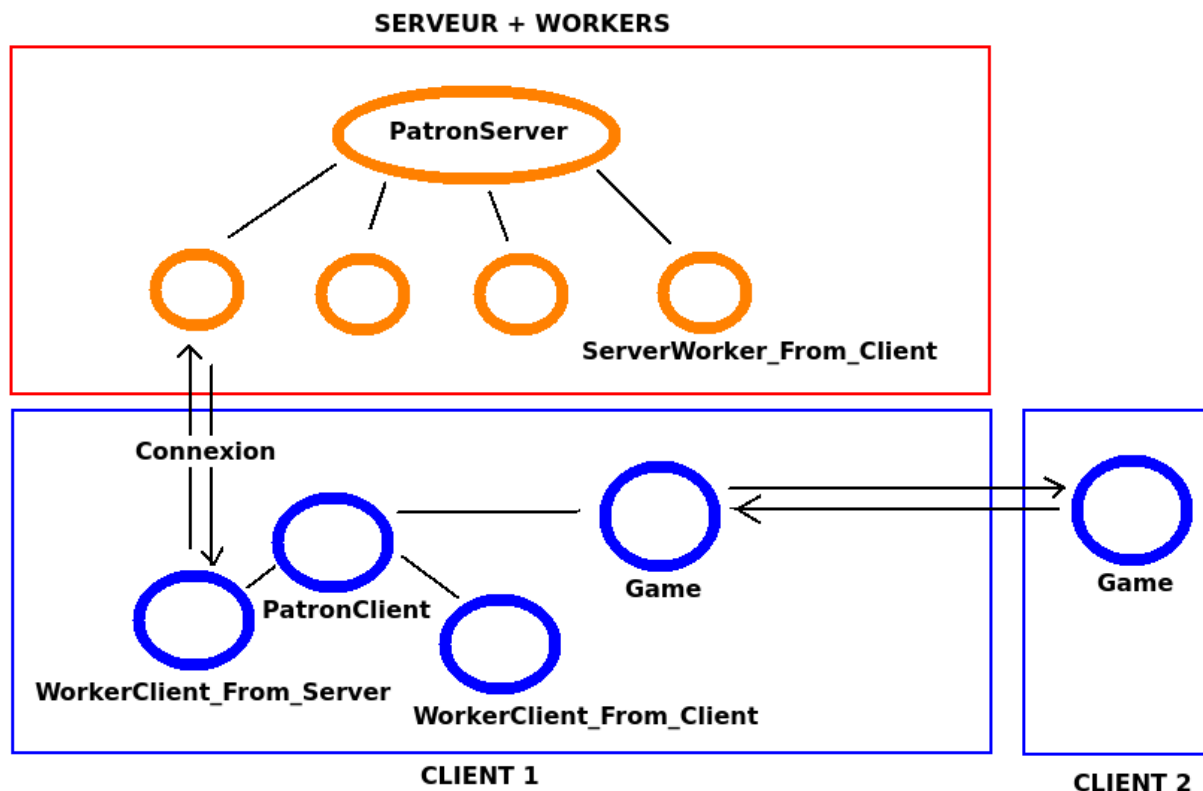 SERVEUR + WORKERS
PatronServer
ServerWorker_From_Client
Connexion
Game
Game
PatronClient
WorkerClient_From_Server
WorkerClient_From_Client
CLIENT 1
CLIENT 2